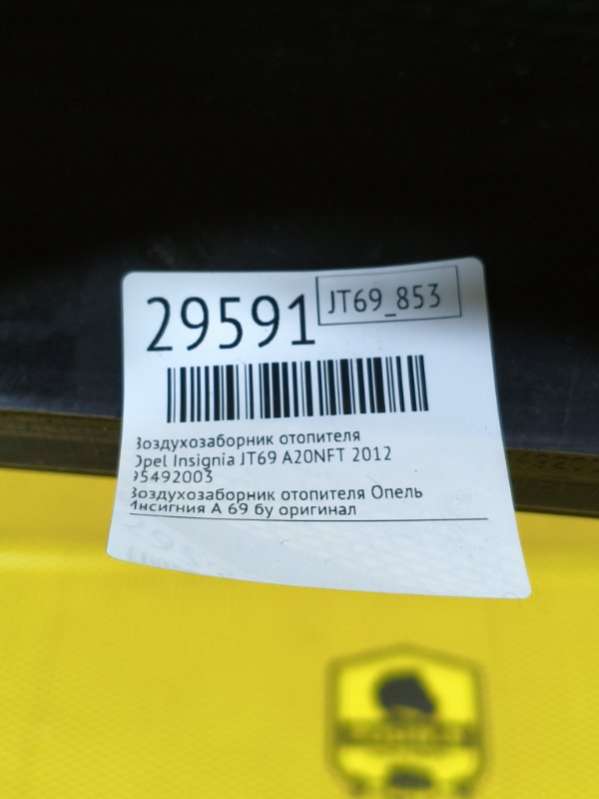 29591
JT69_853
Воздухозаборник отопителя
Opel Insignia JT69 A20NFT 2012
95492003
Воздухозаборник отопителя Опель
Инсигния А 69 бу оригинал